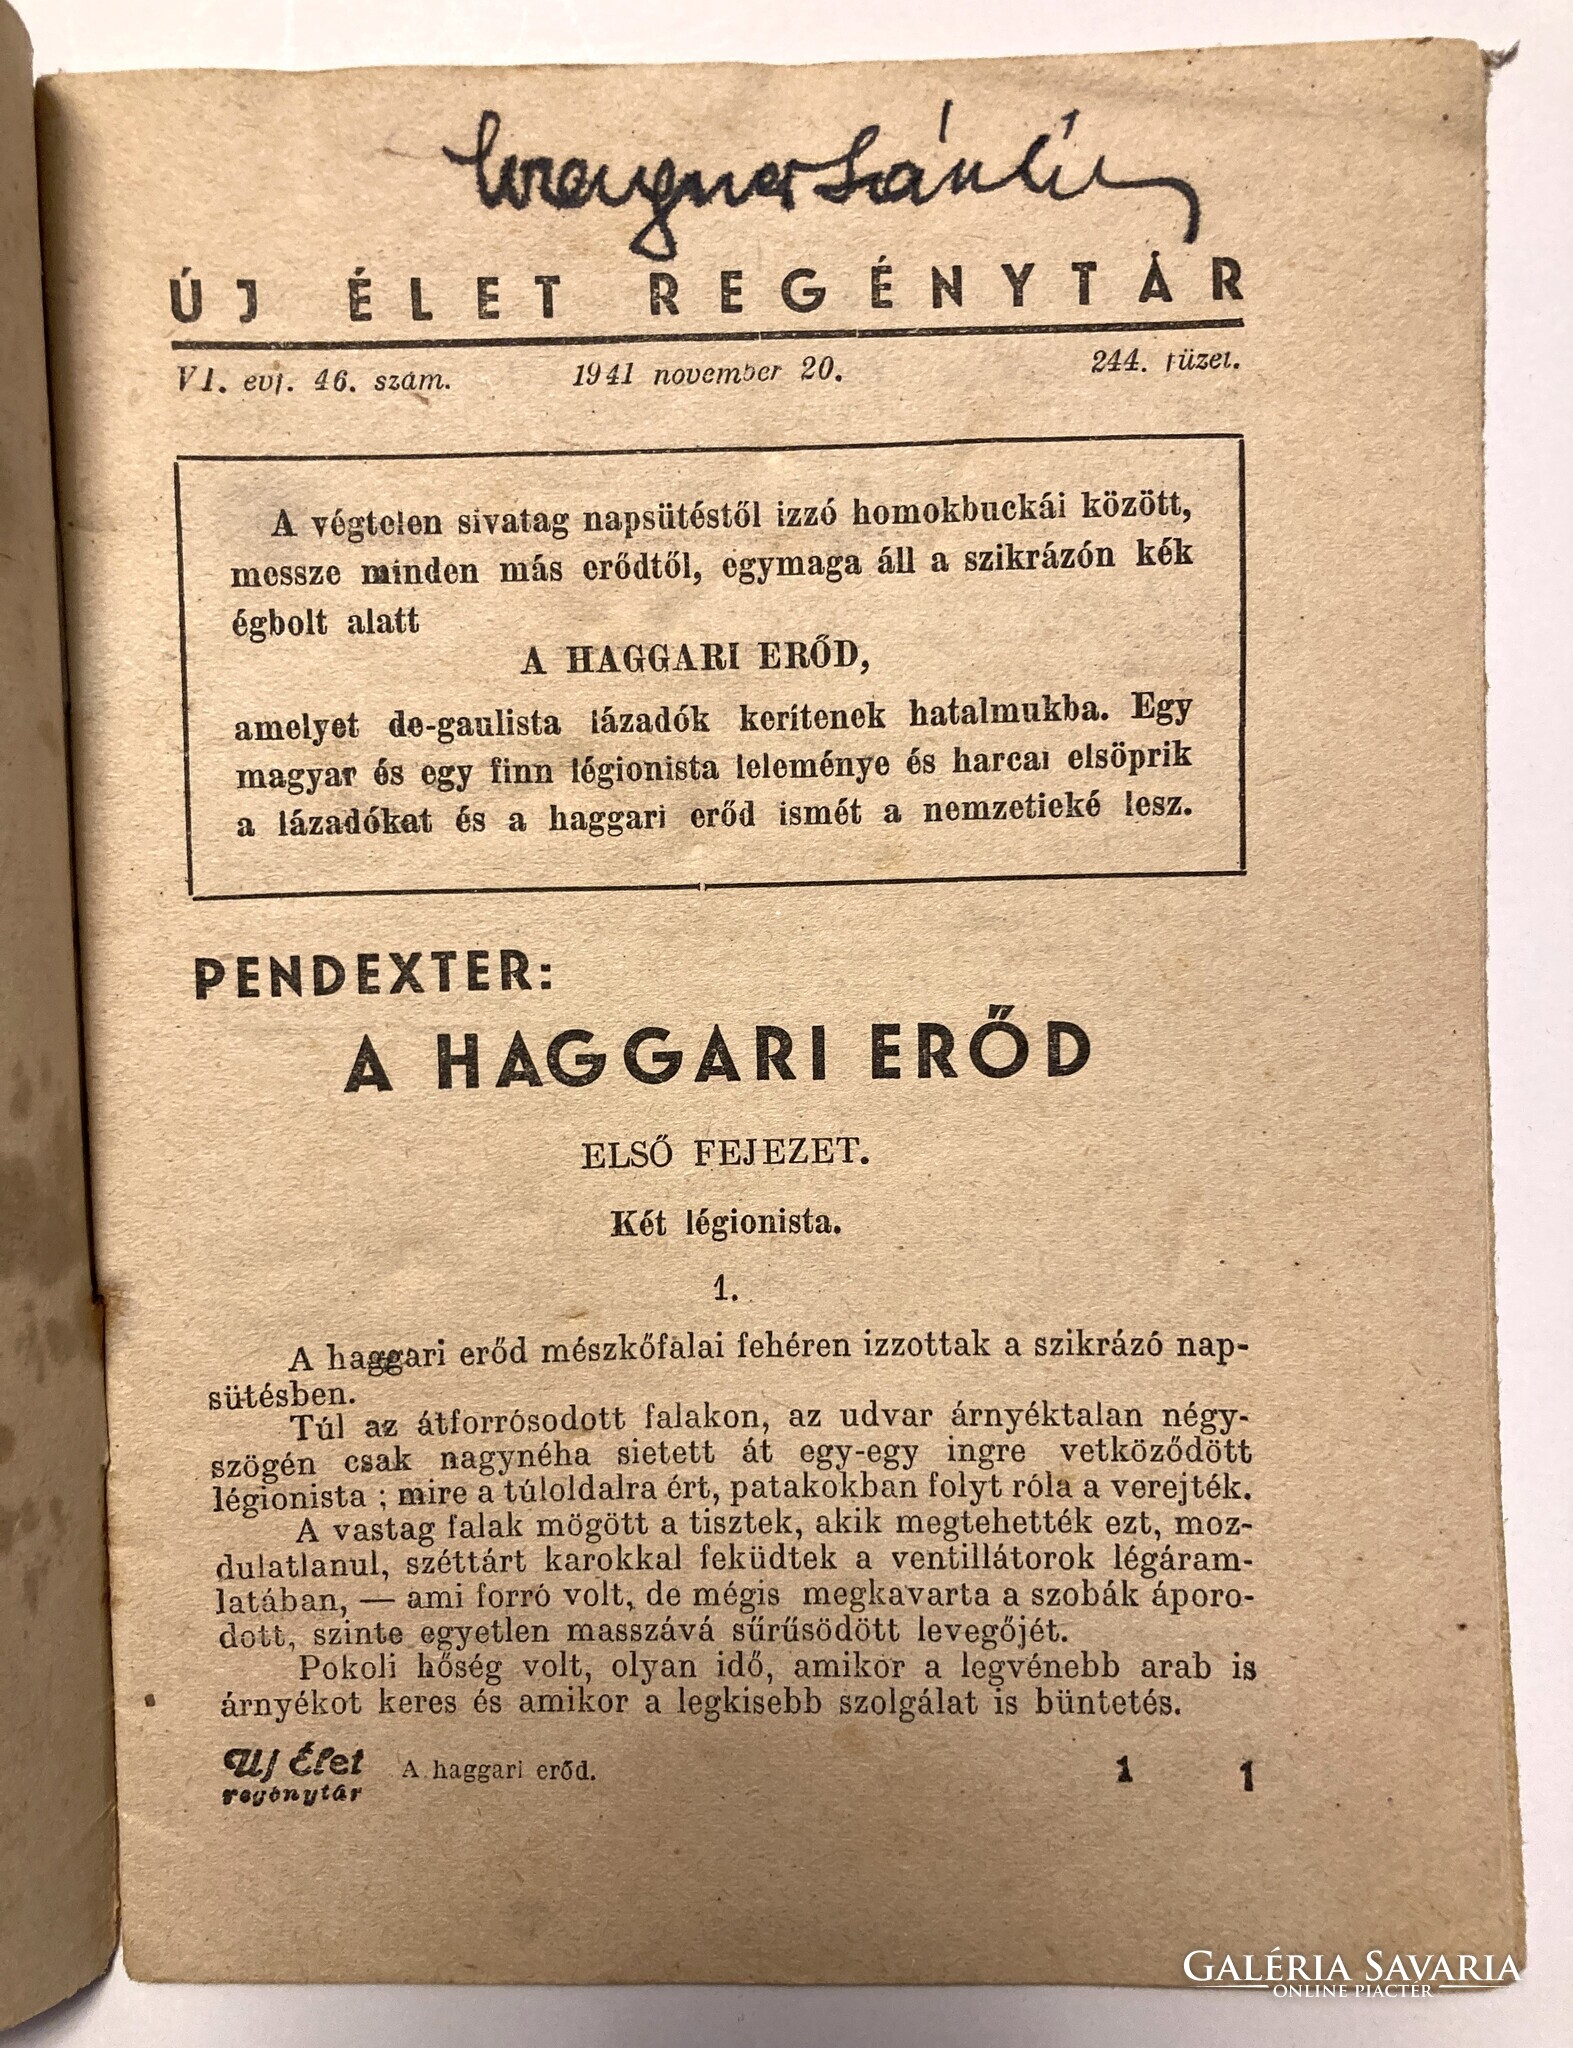 ÚJ ÉLET REGÉNYTÁR
VI. évf. 46. szám. 1941 november 20. 244. füzet.
A végtelen sivatag napsütéstől izzó homokbuckái között,
messze minden más erődtől, egymaga áll a szikrázón kék
égbolt alatt
A HAGGARI ERŐD,
amelyet de-gaulista lázadók kerítenek hatalmukba. Egy
magyar és egy finn légionista leleménye és harcai elsöprik
a lázadókat és a haggari erőd ismét a nemzetieké lesz.
PENDEXTER:
A HAGGARI ERŐD
ELSŐ FEJEZET.
Két légionista.
1.
A haggari erőd mészkőfalai fehéren izzottak a szikrázó nap-
sütésben.
Túl az átforrósodott falakon, az udvar árnyéktalan négy-
szögén csak nagynéha sietett át egy-egy ingre vetköződött
légionista ; mire a túloldalra ért, patakokban folyt róla a verejték.
A vastag falak mögött a tisztek, akik megtehették ezt, moz-
dulatlanul, széttárt karokkal feküdtek a ventillátorok légáram-
latában, — ami forró volt, de mégis megkavarta a szobák áporo-
dott, szinte egyetlen masszává sűrűsödött levegőjét.
Pokoli hőség volt, olyan idő, amikor a legvénebb arab is
árnyékot keres és amikor a legkisebb szolgálat is büntetés.
Uj Élet
regénytár
A haggari erőd. 1 1
GALÉRIA SAVARIA
ONLINE PIACTÉR